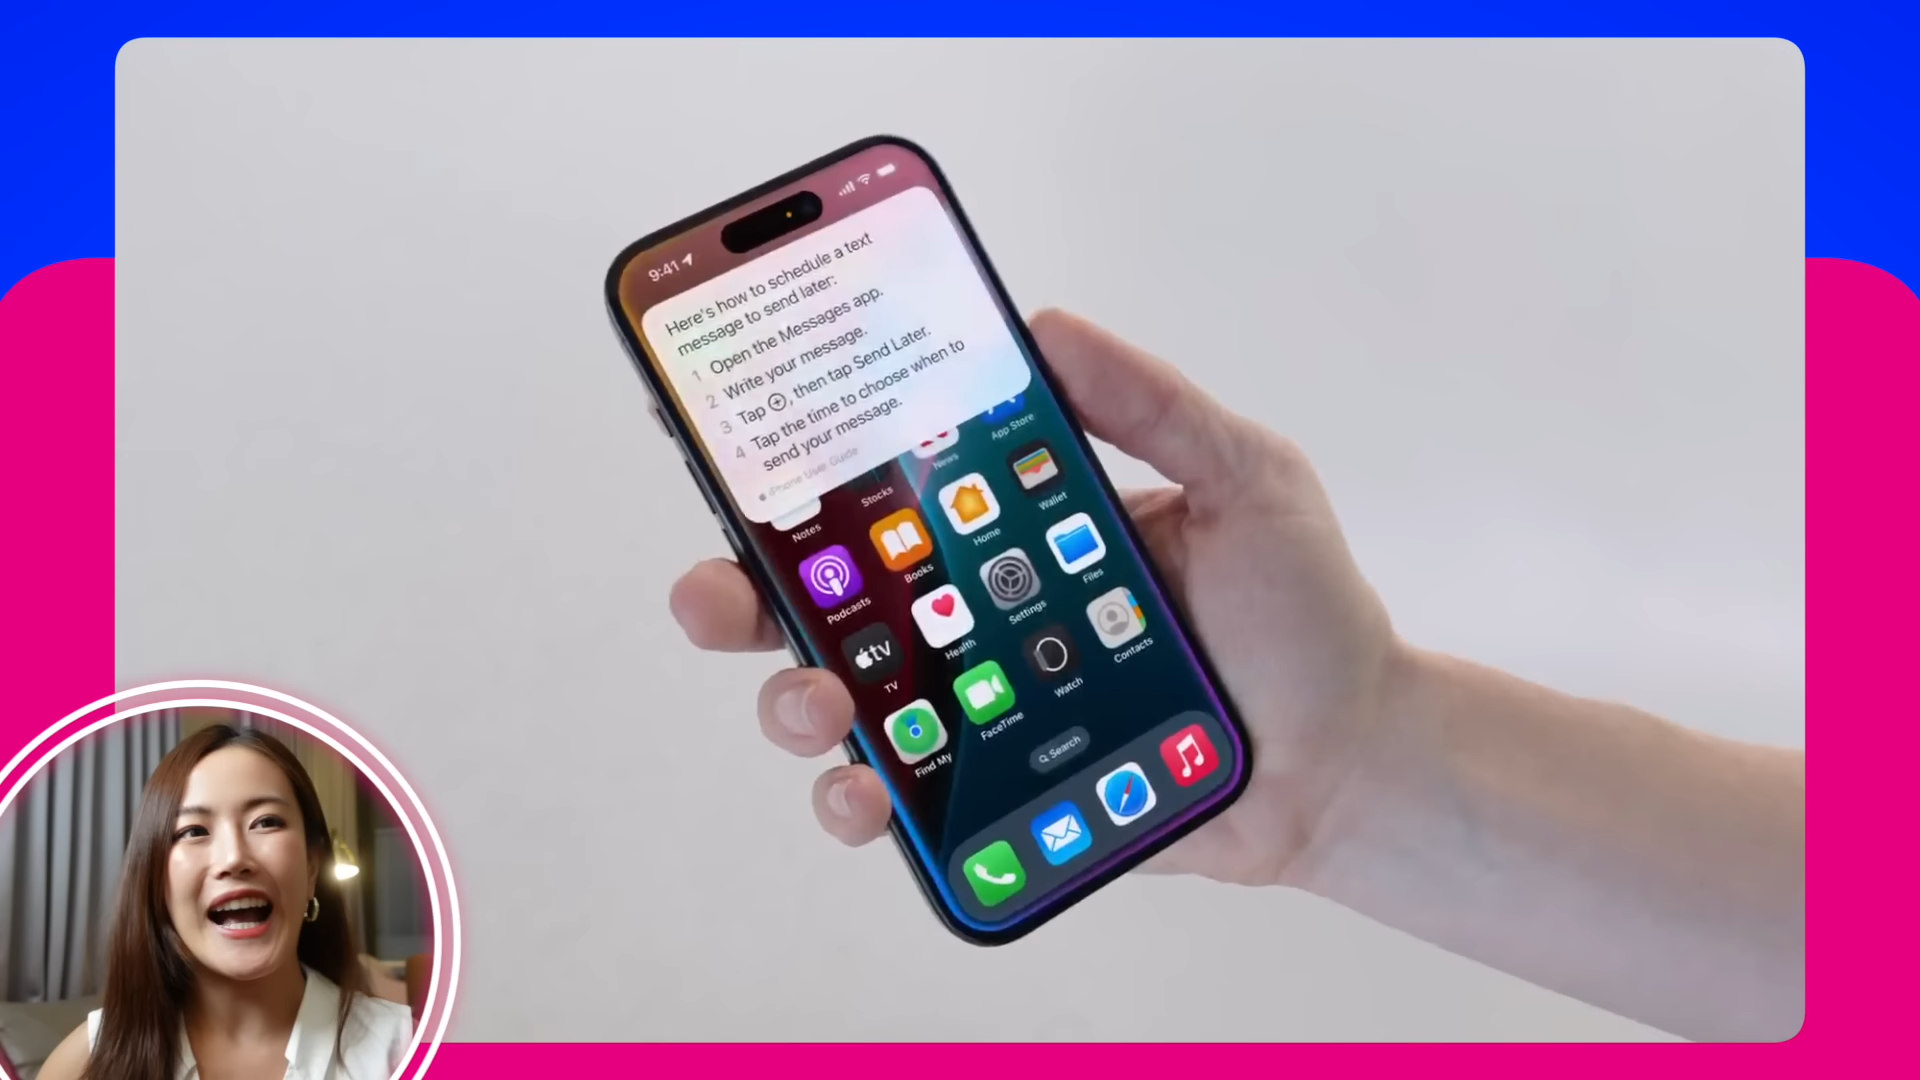 9:41
Here's how to schedule a text
message to send later:
1 Open the Messages app.
2 Write your message.
3 Tap ⊕, then tap Send Later.
4 Tap the time to choose when to
send your message.
iPhone User Guide
Notes
Stocks
News
App Store
Podcasts
Books
Home
Wallet
tv
TV
Health
Settings
Files
Find My
FaceTime
Watch
Contacts
Search